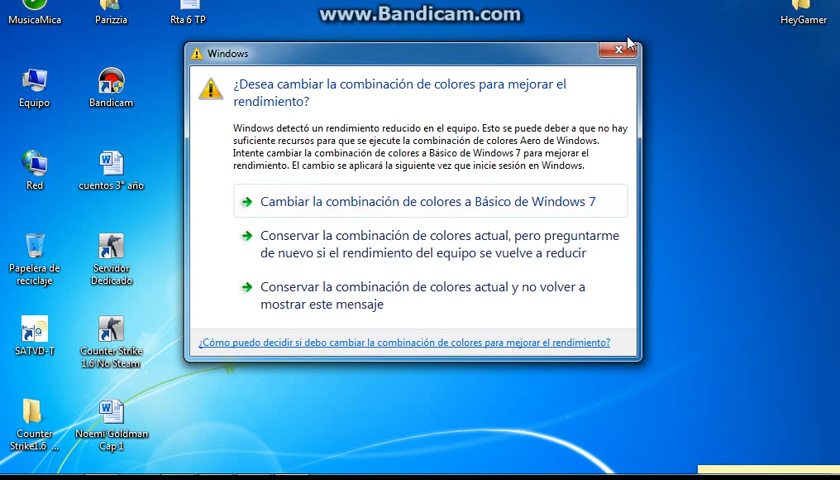 www.Bandicam.com
MusicaMica
Parizzia
Rta 6 TP
HeyGamer
Windows
¿Desea cambiar la combinación de colores para mejorar el
rendimiento?
Windows detectó un rendimiento reducido en el equipo. Esto se puede deber a que no hay
suficiente recursos para que se ejecute la combinación de colores Aero de Windows.
Intente cambiar la combinación de colores a Básico de Windows 7 para mejorar el
rendimiento. El cambio se aplicará la siguiente vez que inicie sesión en Windows.
Cambiar la combinación de colores a Básico de Windows 7
Conservar la combinación de colores actual, pero preguntarme
de nuevo si el rendimiento del equipo se vuelve a reducir
Conservar la combinación de colores actual y no volver a
mostrar este mensaje
¿Cómo puedo decidir si debo cambiar la combinación de colores para mejorar el rendimiento?
Equipo
Bandicam
Red
cuentos 3° año
Papelera de
reciclaje
Servidor
Dedicado
SATVD-T
Counter Strike
1.6 No Steam
Counter
Strike1.6 ...
Noemi Goldman
Cap 1